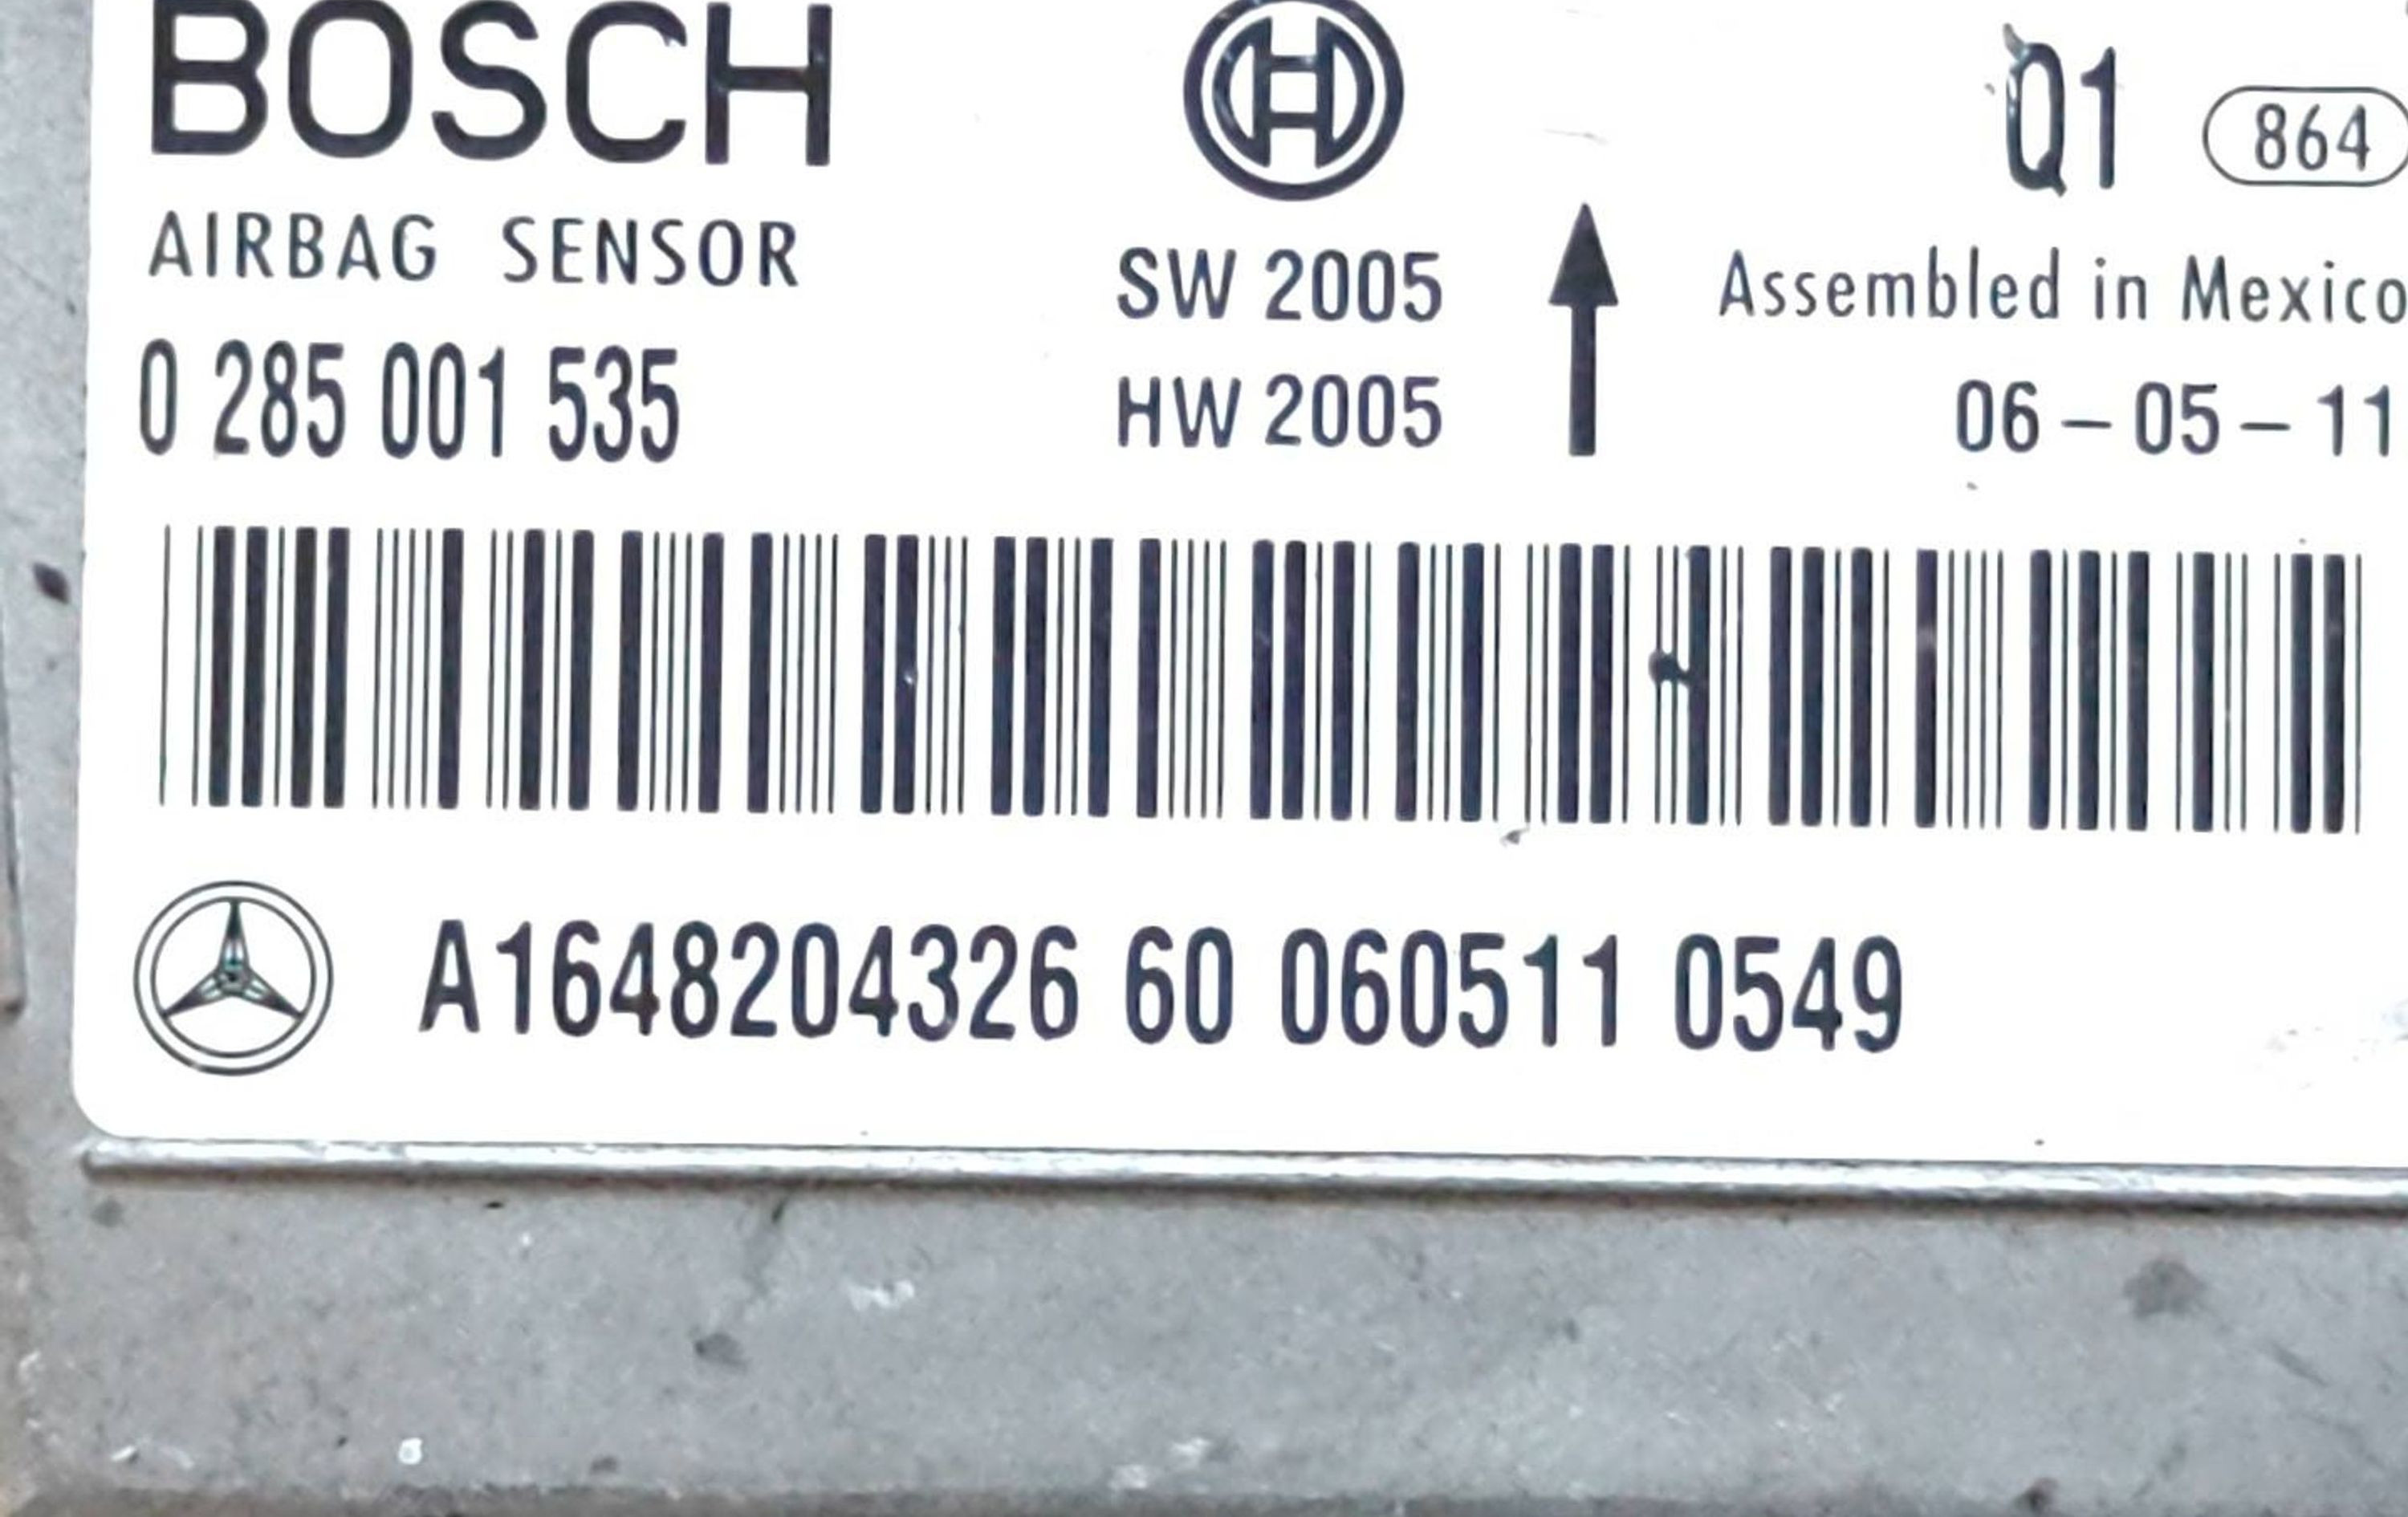 BOSCH
Q1 864
AIRBAG SENSOR
SW 2005
Assembled in Mexico
0 285 001 535
HW 2005
06-05-11
A1648204326 60 060511 0549